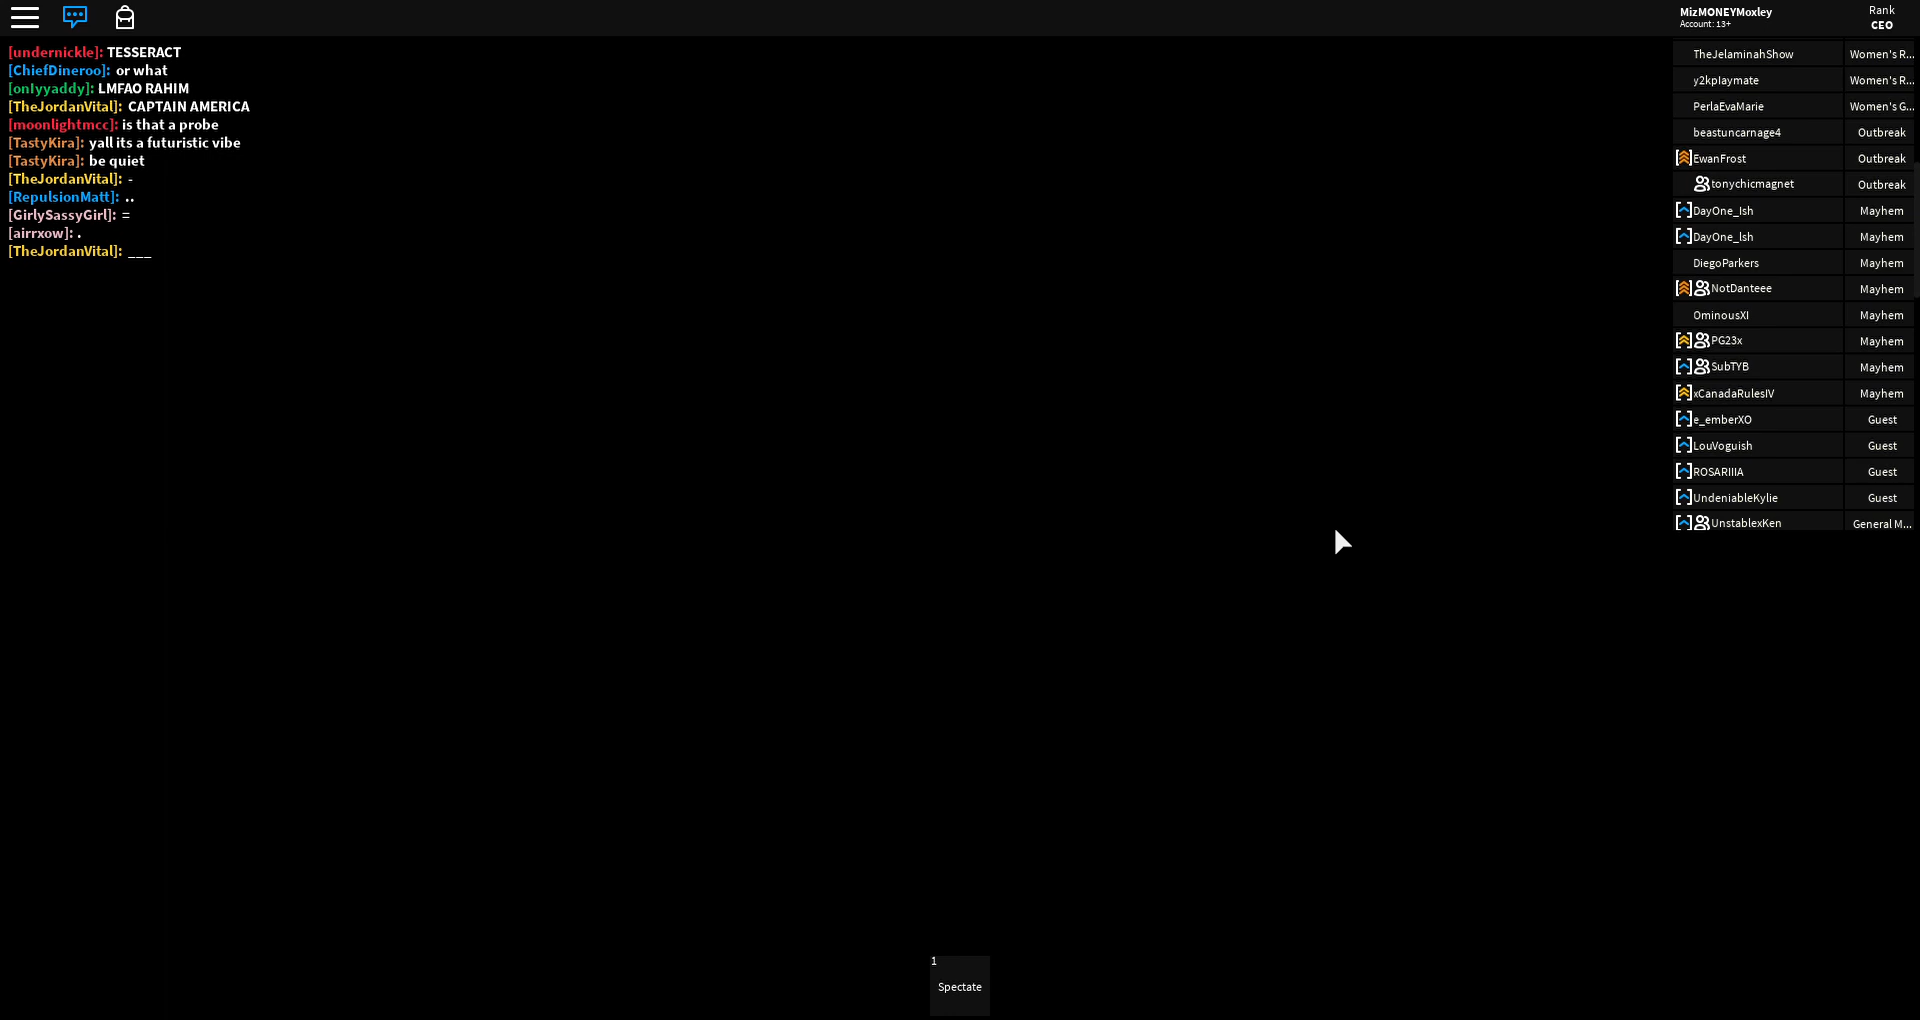 MizMONEYMoxley
Account: 13+
Rank
CEO
[undernickle]: TESSERACT
[ChiefDineroo]: or what
[onlyyaddy]: LMFAO RAHIM
[TheJordanVital]: CAPTAIN AMERICA
[moonlightmcc]: is that a probe
[TastyKira]: yall its a futuristic vibe
[TastyKira]: be quiet
[TheJordanVital]: -
[RepulsionMatt]: ..
[GirlySassyGirl]: =
[airrxow]: .
[TheJordanVital]: ___
TheJelaminahShow Women's R...
y2kplaymate Women's R...
PerlaEvaMarie Women's G...
beastuncarnage4 Outbreak
EwanFrost Outbreak
tonychicmagnet Outbreak
DayOne_Ish Mayhem
DayOne_lsh Mayhem
DiegoParkers Mayhem
NotDanteee Mayhem
OminousXI Mayhem
PG23x Mayhem
SubTYB Mayhem
xCanadaRulesIV Mayhem
e_emberXO Guest
LouVoguish Guest
ROSARIIIA Guest
UndeniableKylie Guest
UnstablexKen General M...
1
Spectate